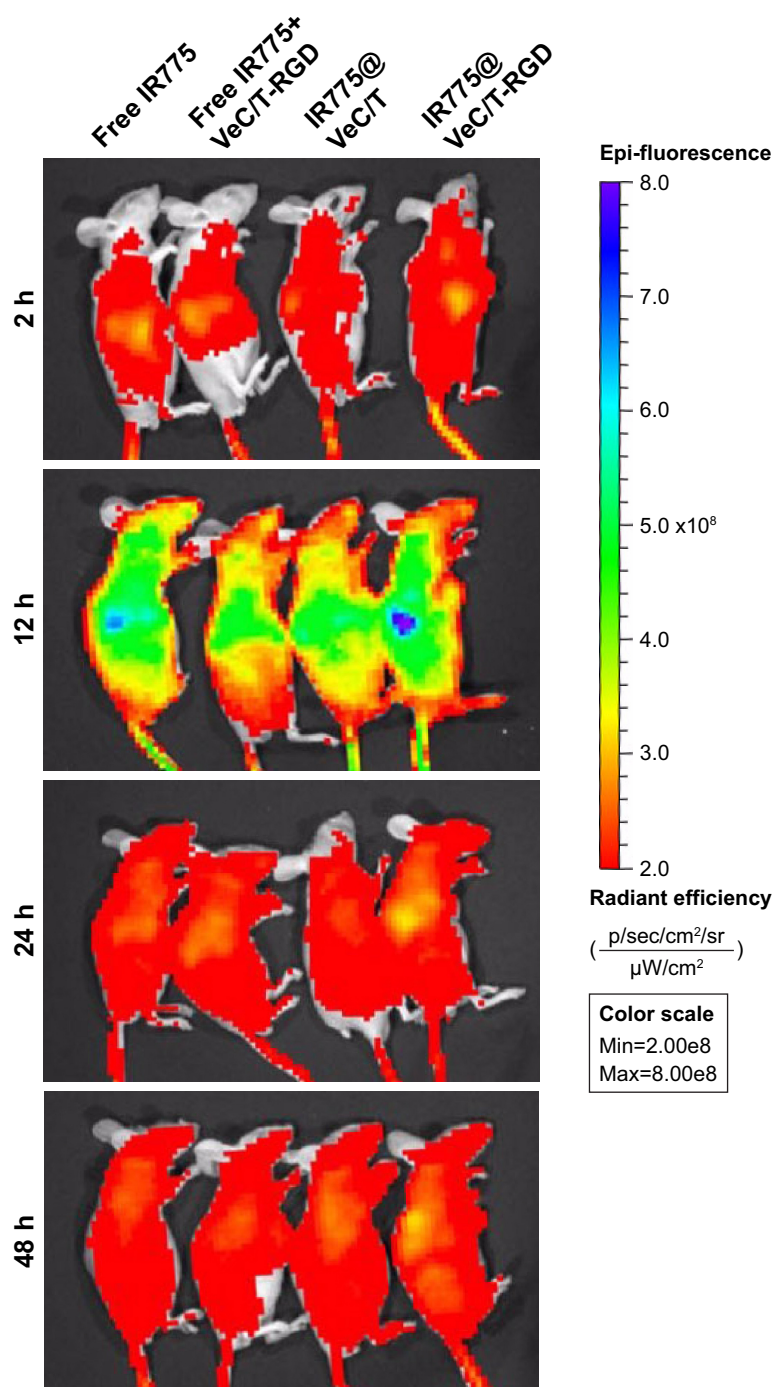 Free IR775
Free IR775+
VeC/T-RGD
IR775@
VeC/T
IR775@
VeC/T-RGD
2 h
12 h
24 h
48 h
Epi-fluorescence
8.0
7.0
6.0
5.0 x10⁸
4.0
3.0
2.0
Radiant efficiency
(p/sec/cm²/sr
µW/cm²)
Color scale
Min=2.00e8
Max=8.00e8